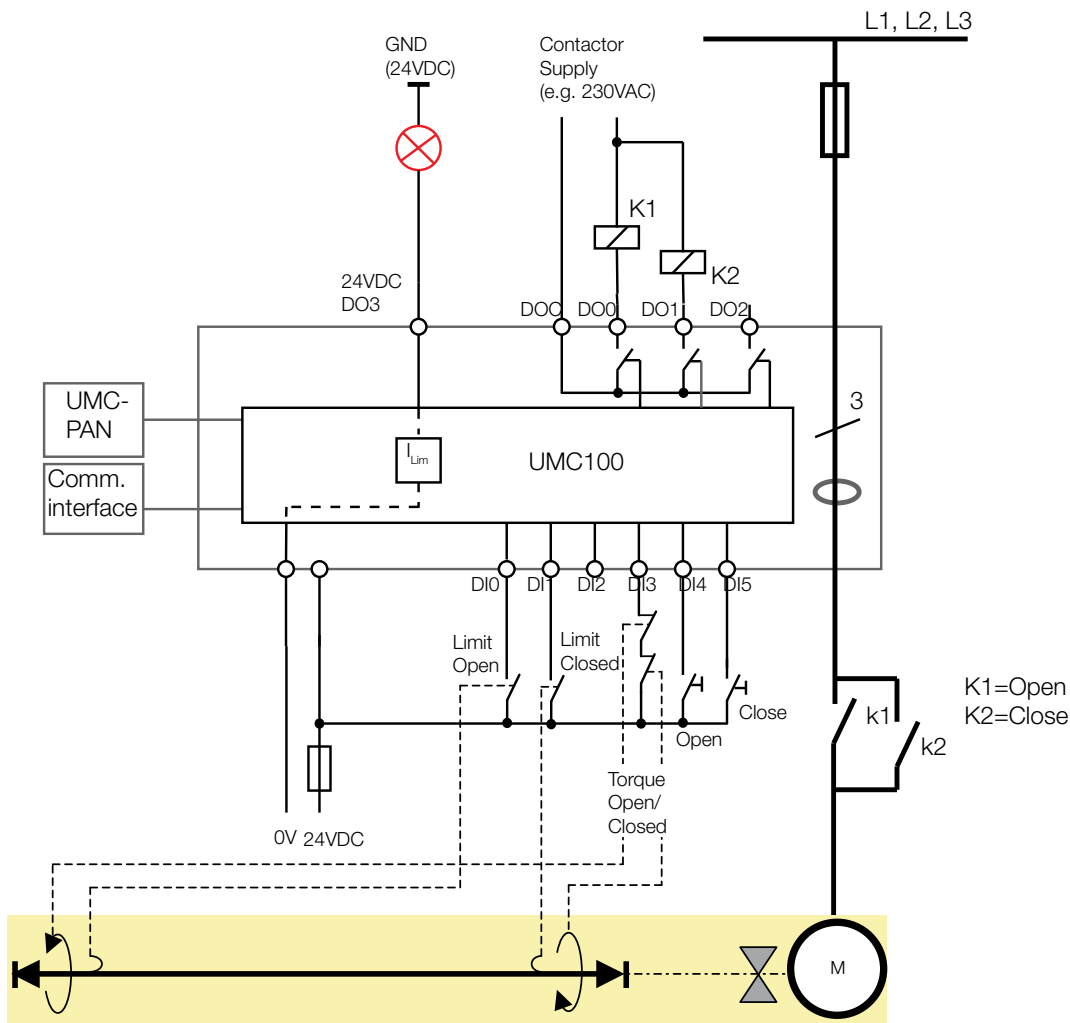 L1, L2, L3
GND
(24VDC)
Contactor
Supply
(e.g. 230VAC)
K1
K2
24VDC
DO3
DOC
DO0
DO1
DO2
UMC-
PAN
Comm.
interface
I Lim
UMC100
3
DI0
DI1
DI2
DI3
DI4
DI5
Limit
Open
Limit
Closed
Close
Open
Torque
Open/
Closed
0V
24VDC
k1
k2
K1=Open
K2=Close
M